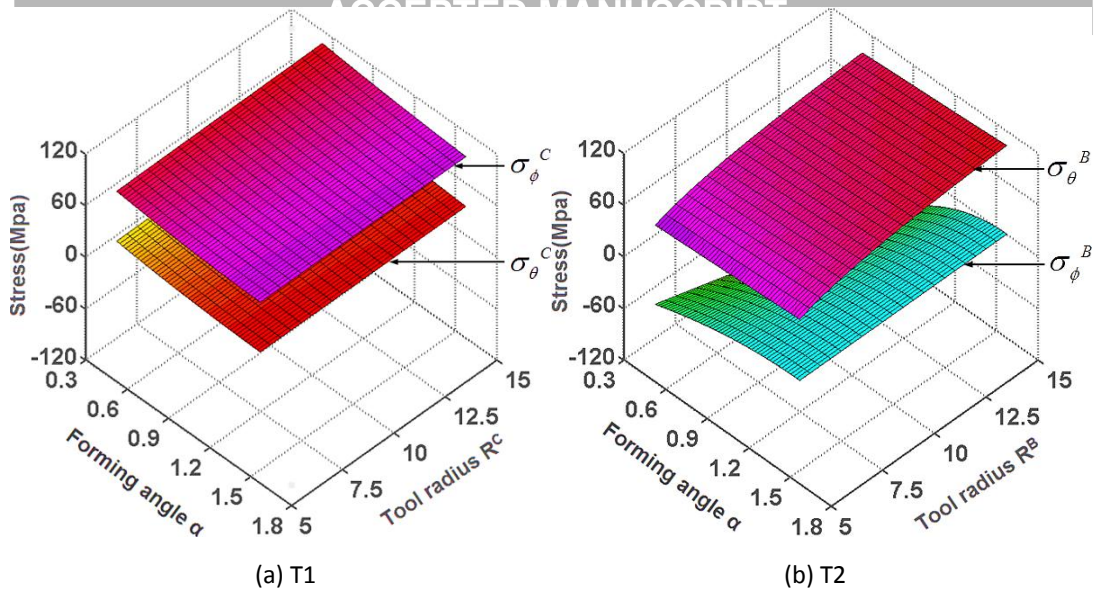 ACCEPTED MANUSCRIPT
120
60
0
-60
-120
Stress(Mpa)
0.3
0.6
0.9
1.2
1.5
1.8
Forming angle α
5
7.5
10
12.5
15
Tool radius R^C
σ_ϕ^C
σ_θ^C
(a) T1
120
60
0
-60
-120
Stress(Mpa)
0.3
0.6
0.9
1.2
1.5
1.8
Forming angle α
5
7.5
10
12.5
15
Tool radius R^B
σ_θ^B
σ_ϕ^B
(b) T2